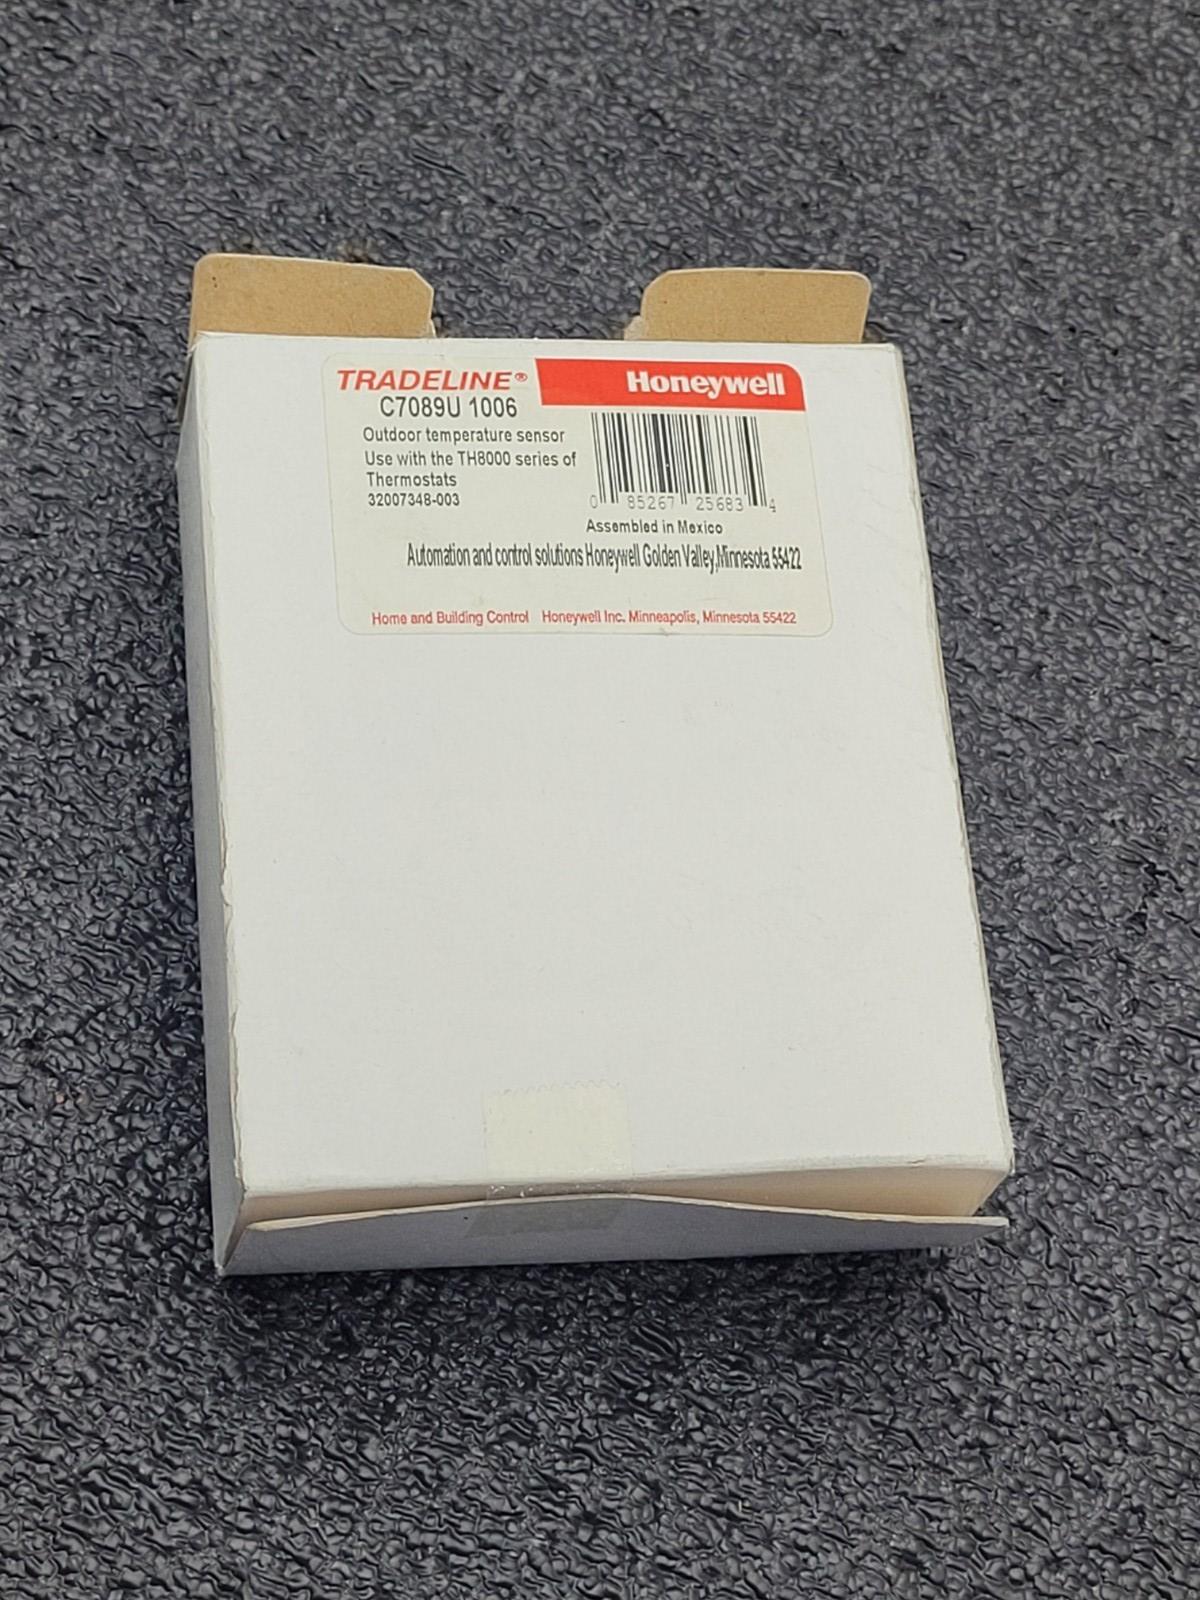 TRADELINE® Honeywell
C7089U 1006
Outdoor temperature sensor
Use with the TH8000 series of
Thermostats
32007348-003
0 85267 25683 4
Assembled in Mexico
Automation and control solutions Honeywell Golden Valley,Minnesota 55422
Home and Building Control Honeywell Inc. Minneapolis, Minnesota 55422